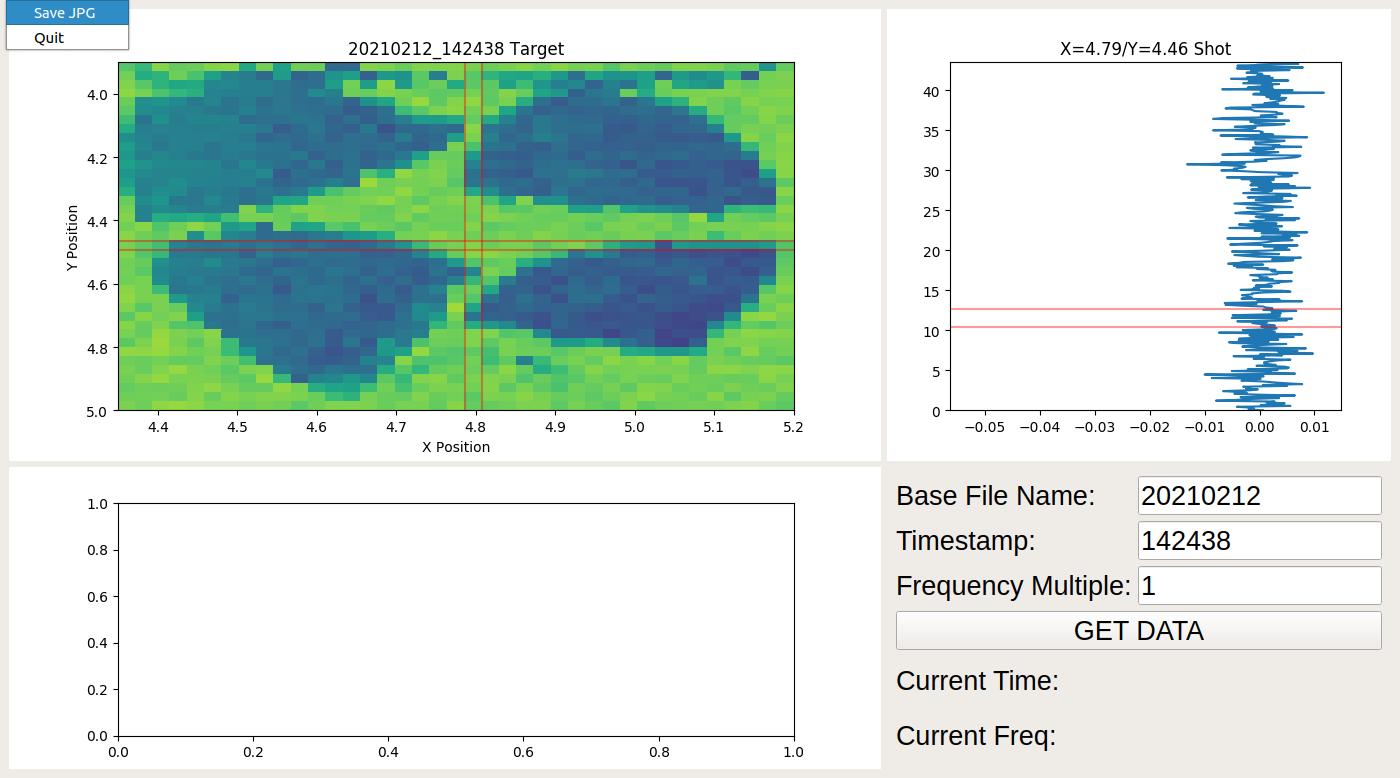 Save JPG
Quit
20210212_142438 Target
4.0
4.2
4.4
4.6
4.8
5.0
Y Position
4.4 4.5 4.6 4.7 4.8 4.9 5.0 5.1 5.2
X Position
X=4.79/Y=4.46 Shot
40
35
30
25
20
15
10
5
0
−0.05 −0.04 −0.03 −0.02 −0.01 0.00 0.01
1.0
0.8
0.6
0.4
0.2
0.0
0.0 0.2 0.4 0.6 0.8 1.0
Base File Name: 20210212
Timestamp: 142438
Frequency Multiple: 1
GET DATA
Current Time:
Current Freq: